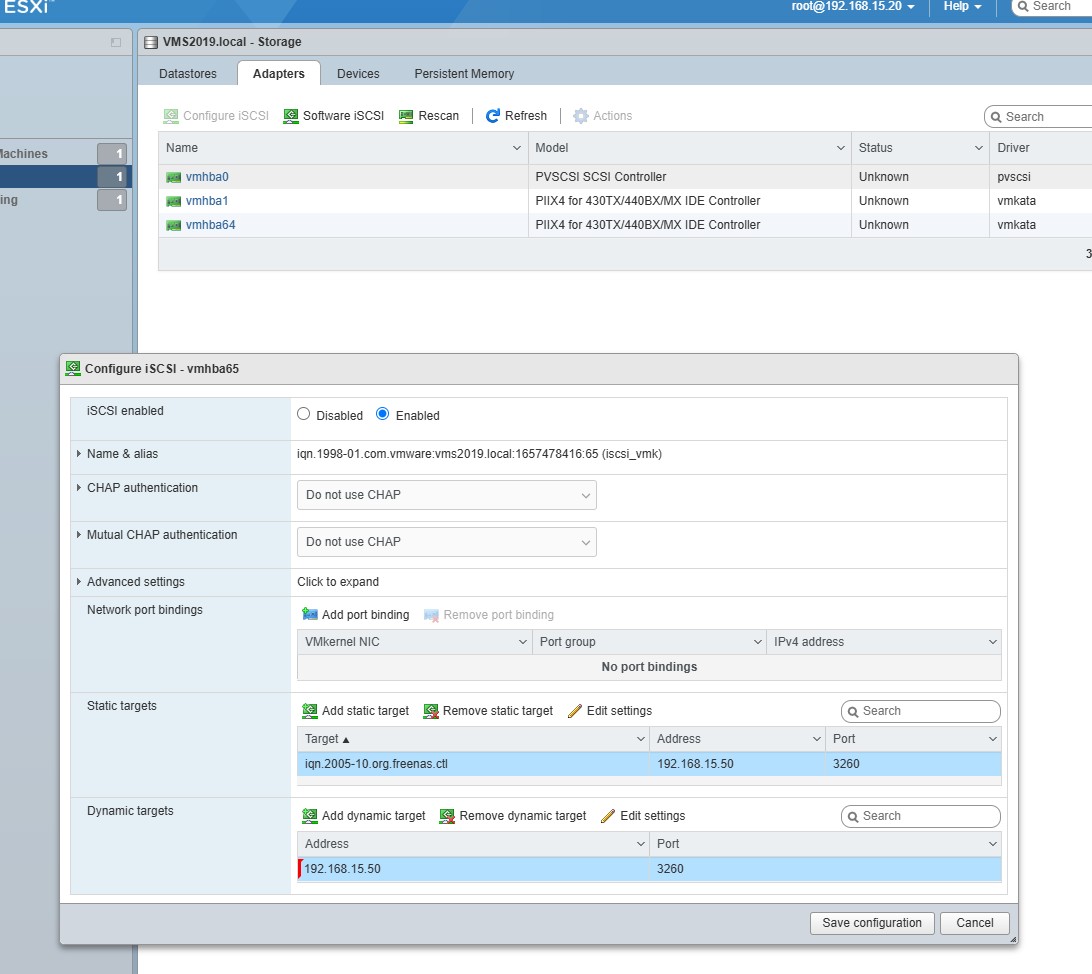 ESXi™
root@192.168.15.20 Help Search
VMS2019.local - Storage
Datastores Adapters Devices Persistent Memory
Configure iSCSI Software iSCSI Rescan Refresh Actions Search
Name Model Status Driver
vmhba0 PVSCSI SCSI Controller Unknown pvscsi
vmhba1 PIIX4 for 430TX/440BX/MX IDE Controller Unknown vmkata
vmhba64 PIIX4 for 430TX/440BX/MX IDE Controller Unknown vmkata
3
Machines 1
1
ing 1
Configure iSCSI - vmhba65
iSCSI enabled Disabled Enabled
Name & alias iqn.1998-01.com.vmware:vms2019.local:1657478416:65 (iscsi_vmk)
CHAP authentication Do not use CHAP
Mutual CHAP authentication Do not use CHAP
Advanced settings Click to expand
Network port bindings Add port binding Remove port binding
VMkernel NIC Port group IPv4 address
No port bindings
Static targets Add static target Remove static target Edit settings Search
Target ▲ Address Port
iqn.2005-10.org.freenas.ctl 192.168.15.50 3260
Dynamic targets Add dynamic target Remove dynamic target Edit settings Search
Address Port
192.168.15.50 3260
Save configuration Cancel